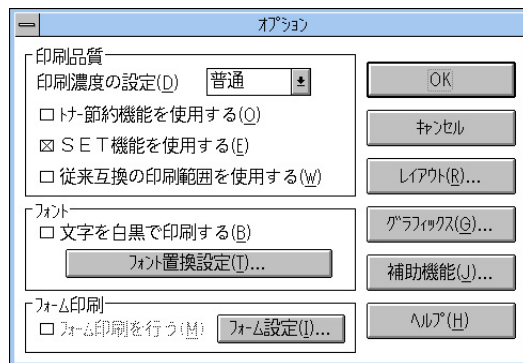 オプション
印刷品質
印刷濃度の設定(D) 普通
トナー節約機能を使用する(O)
SET機能を使用する(E)
従来互換の印刷範囲を使用する(W)
フォント
文字を白黒で印刷する(B)
フォント置換設定(T)...
フォーム印刷
フォーム印刷を行う(M) フォーム設定(I)...
OK
キャンセル
レイアウト(R)...
グラフィックス(G)...
補助機能(J)...
ヘルプ(H)